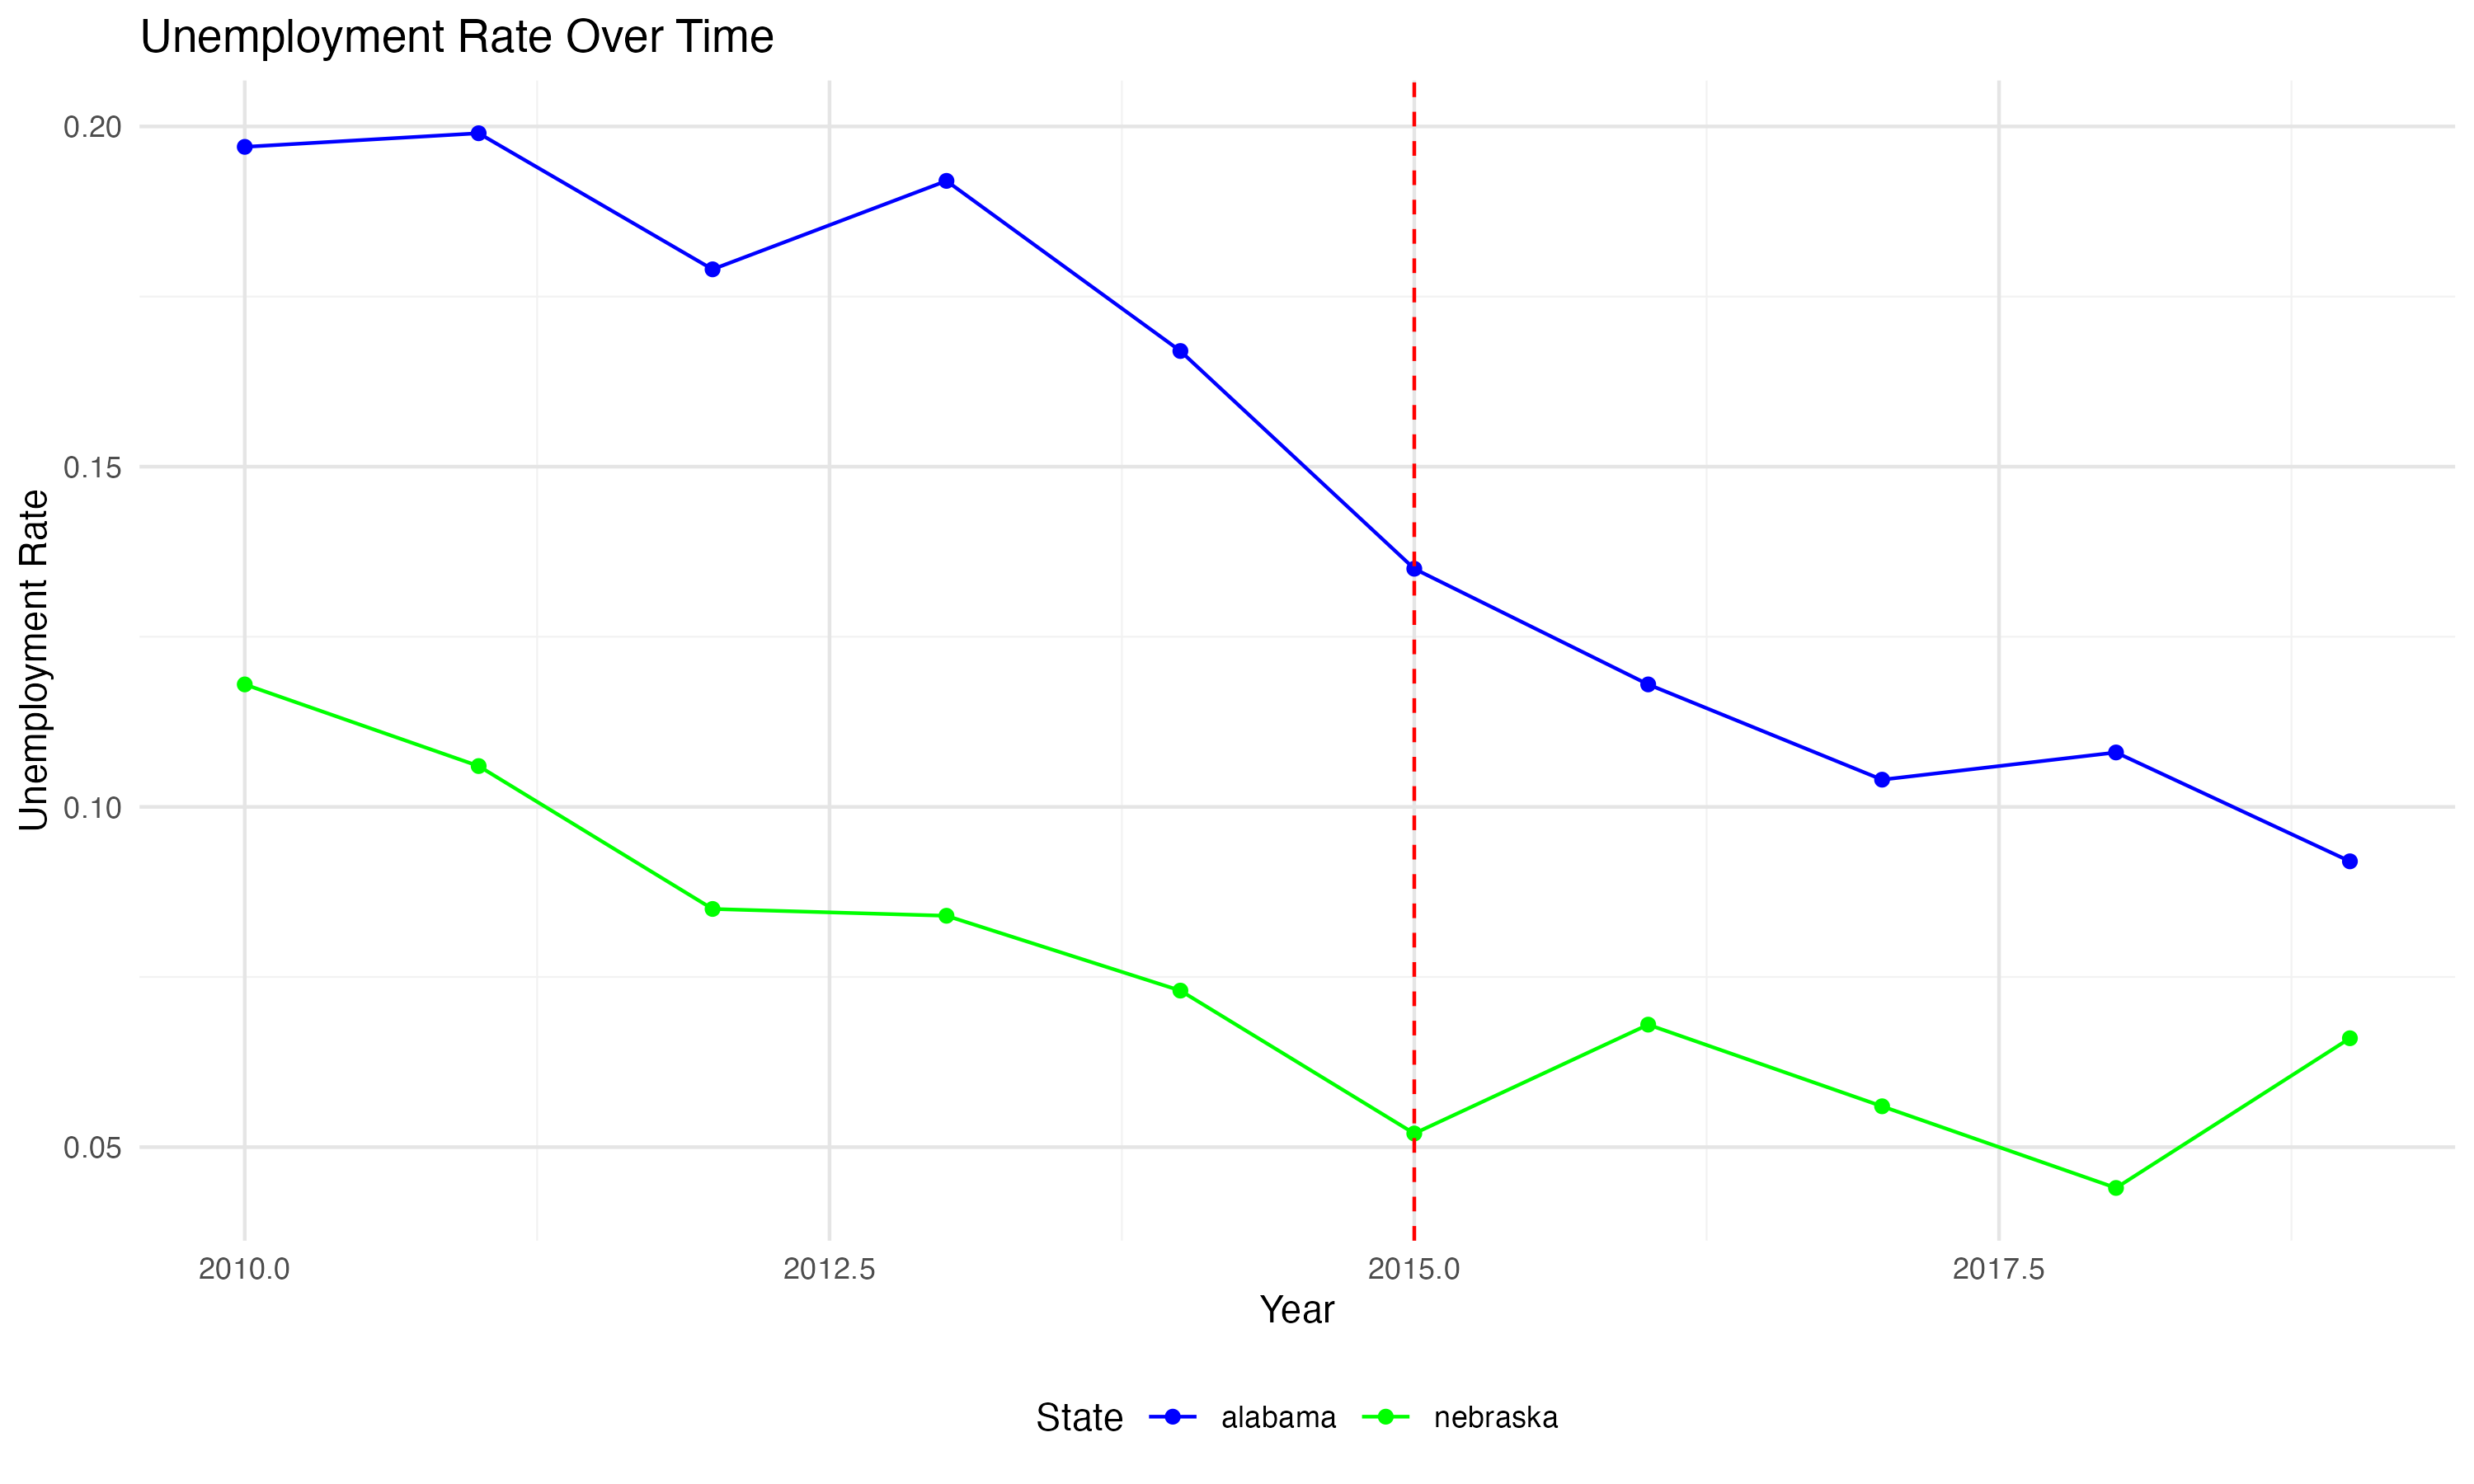 Unemployment Rate Over Time
0.20
0.15
0.10
0.05
Unemployment Rate
2010.0 2012.5 2015.0 2017.5
Year
State alabama nebraska